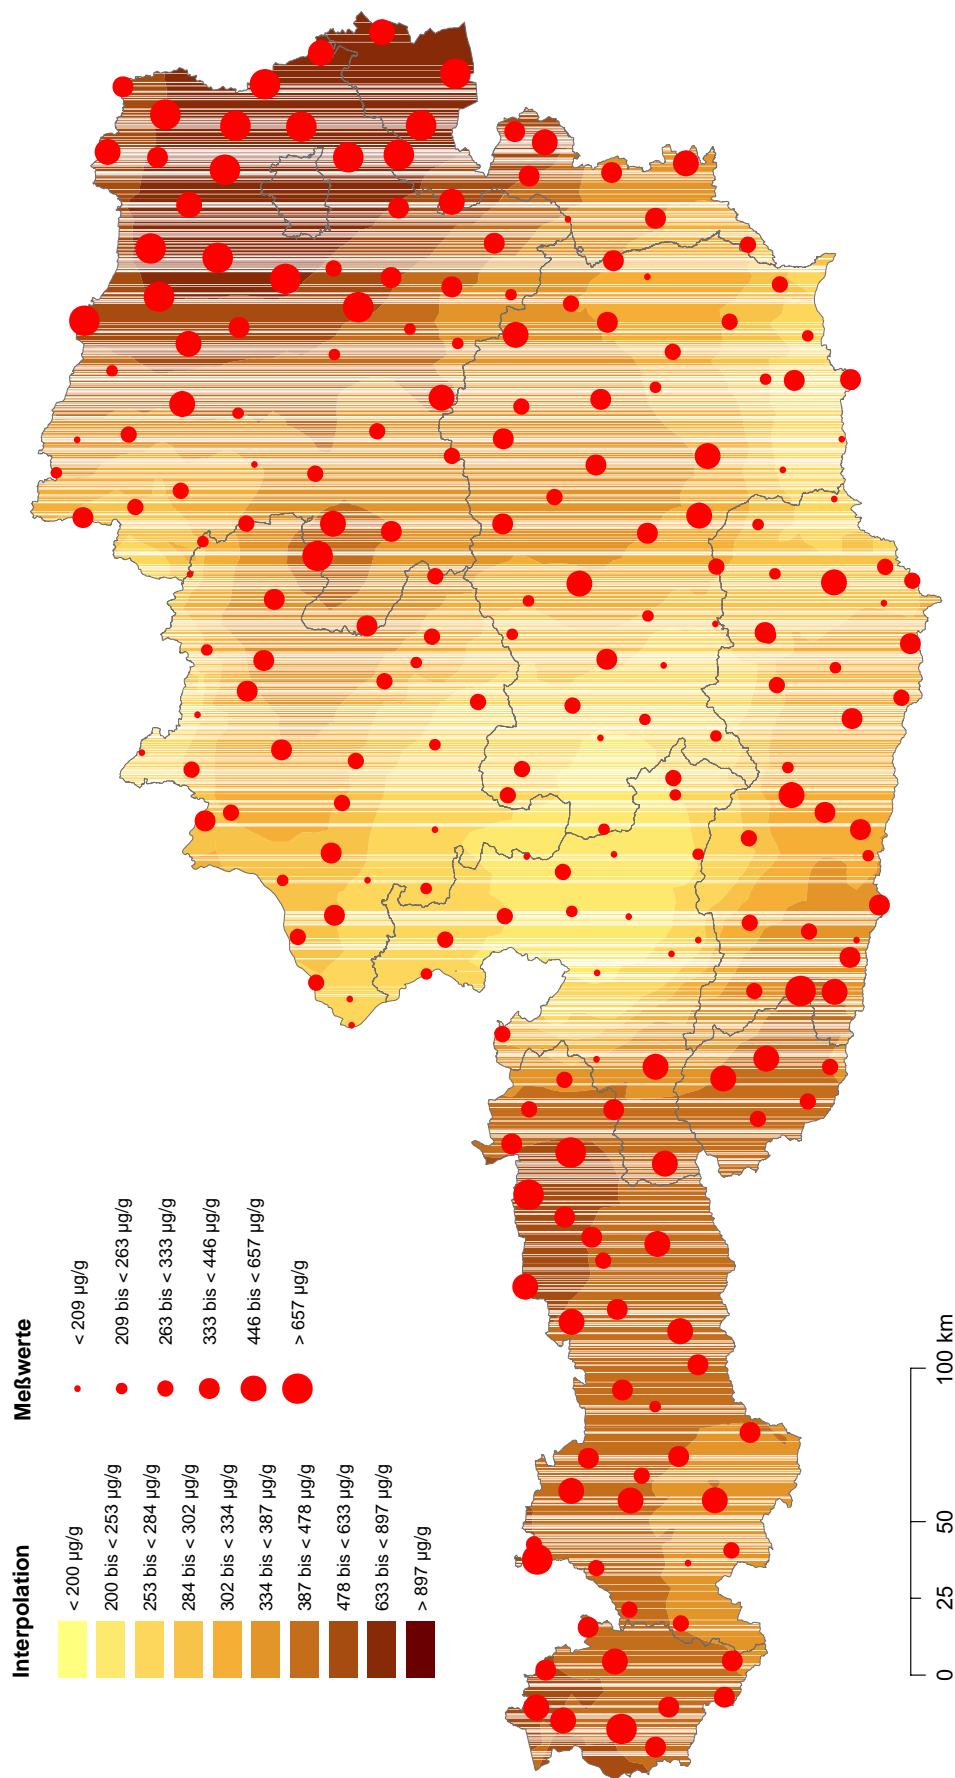 Interpolation
< 200 µg/g
200 bis < 253 µg/g
253 bis < 284 µg/g
284 bis < 302 µg/g
302 bis < 334 µg/g
334 bis < 387 µg/g
387 bis < 478 µg/g
478 bis < 633 µg/g
633 bis < 897 µg/g
> 897 µg/g
Meßwerte
< 209 µg/g
209 bis < 263 µg/g
263 bis < 333 µg/g
333 bis < 446 µg/g
446 bis < 657 µg/g
> 657 µg/g
0 25 50 100 km